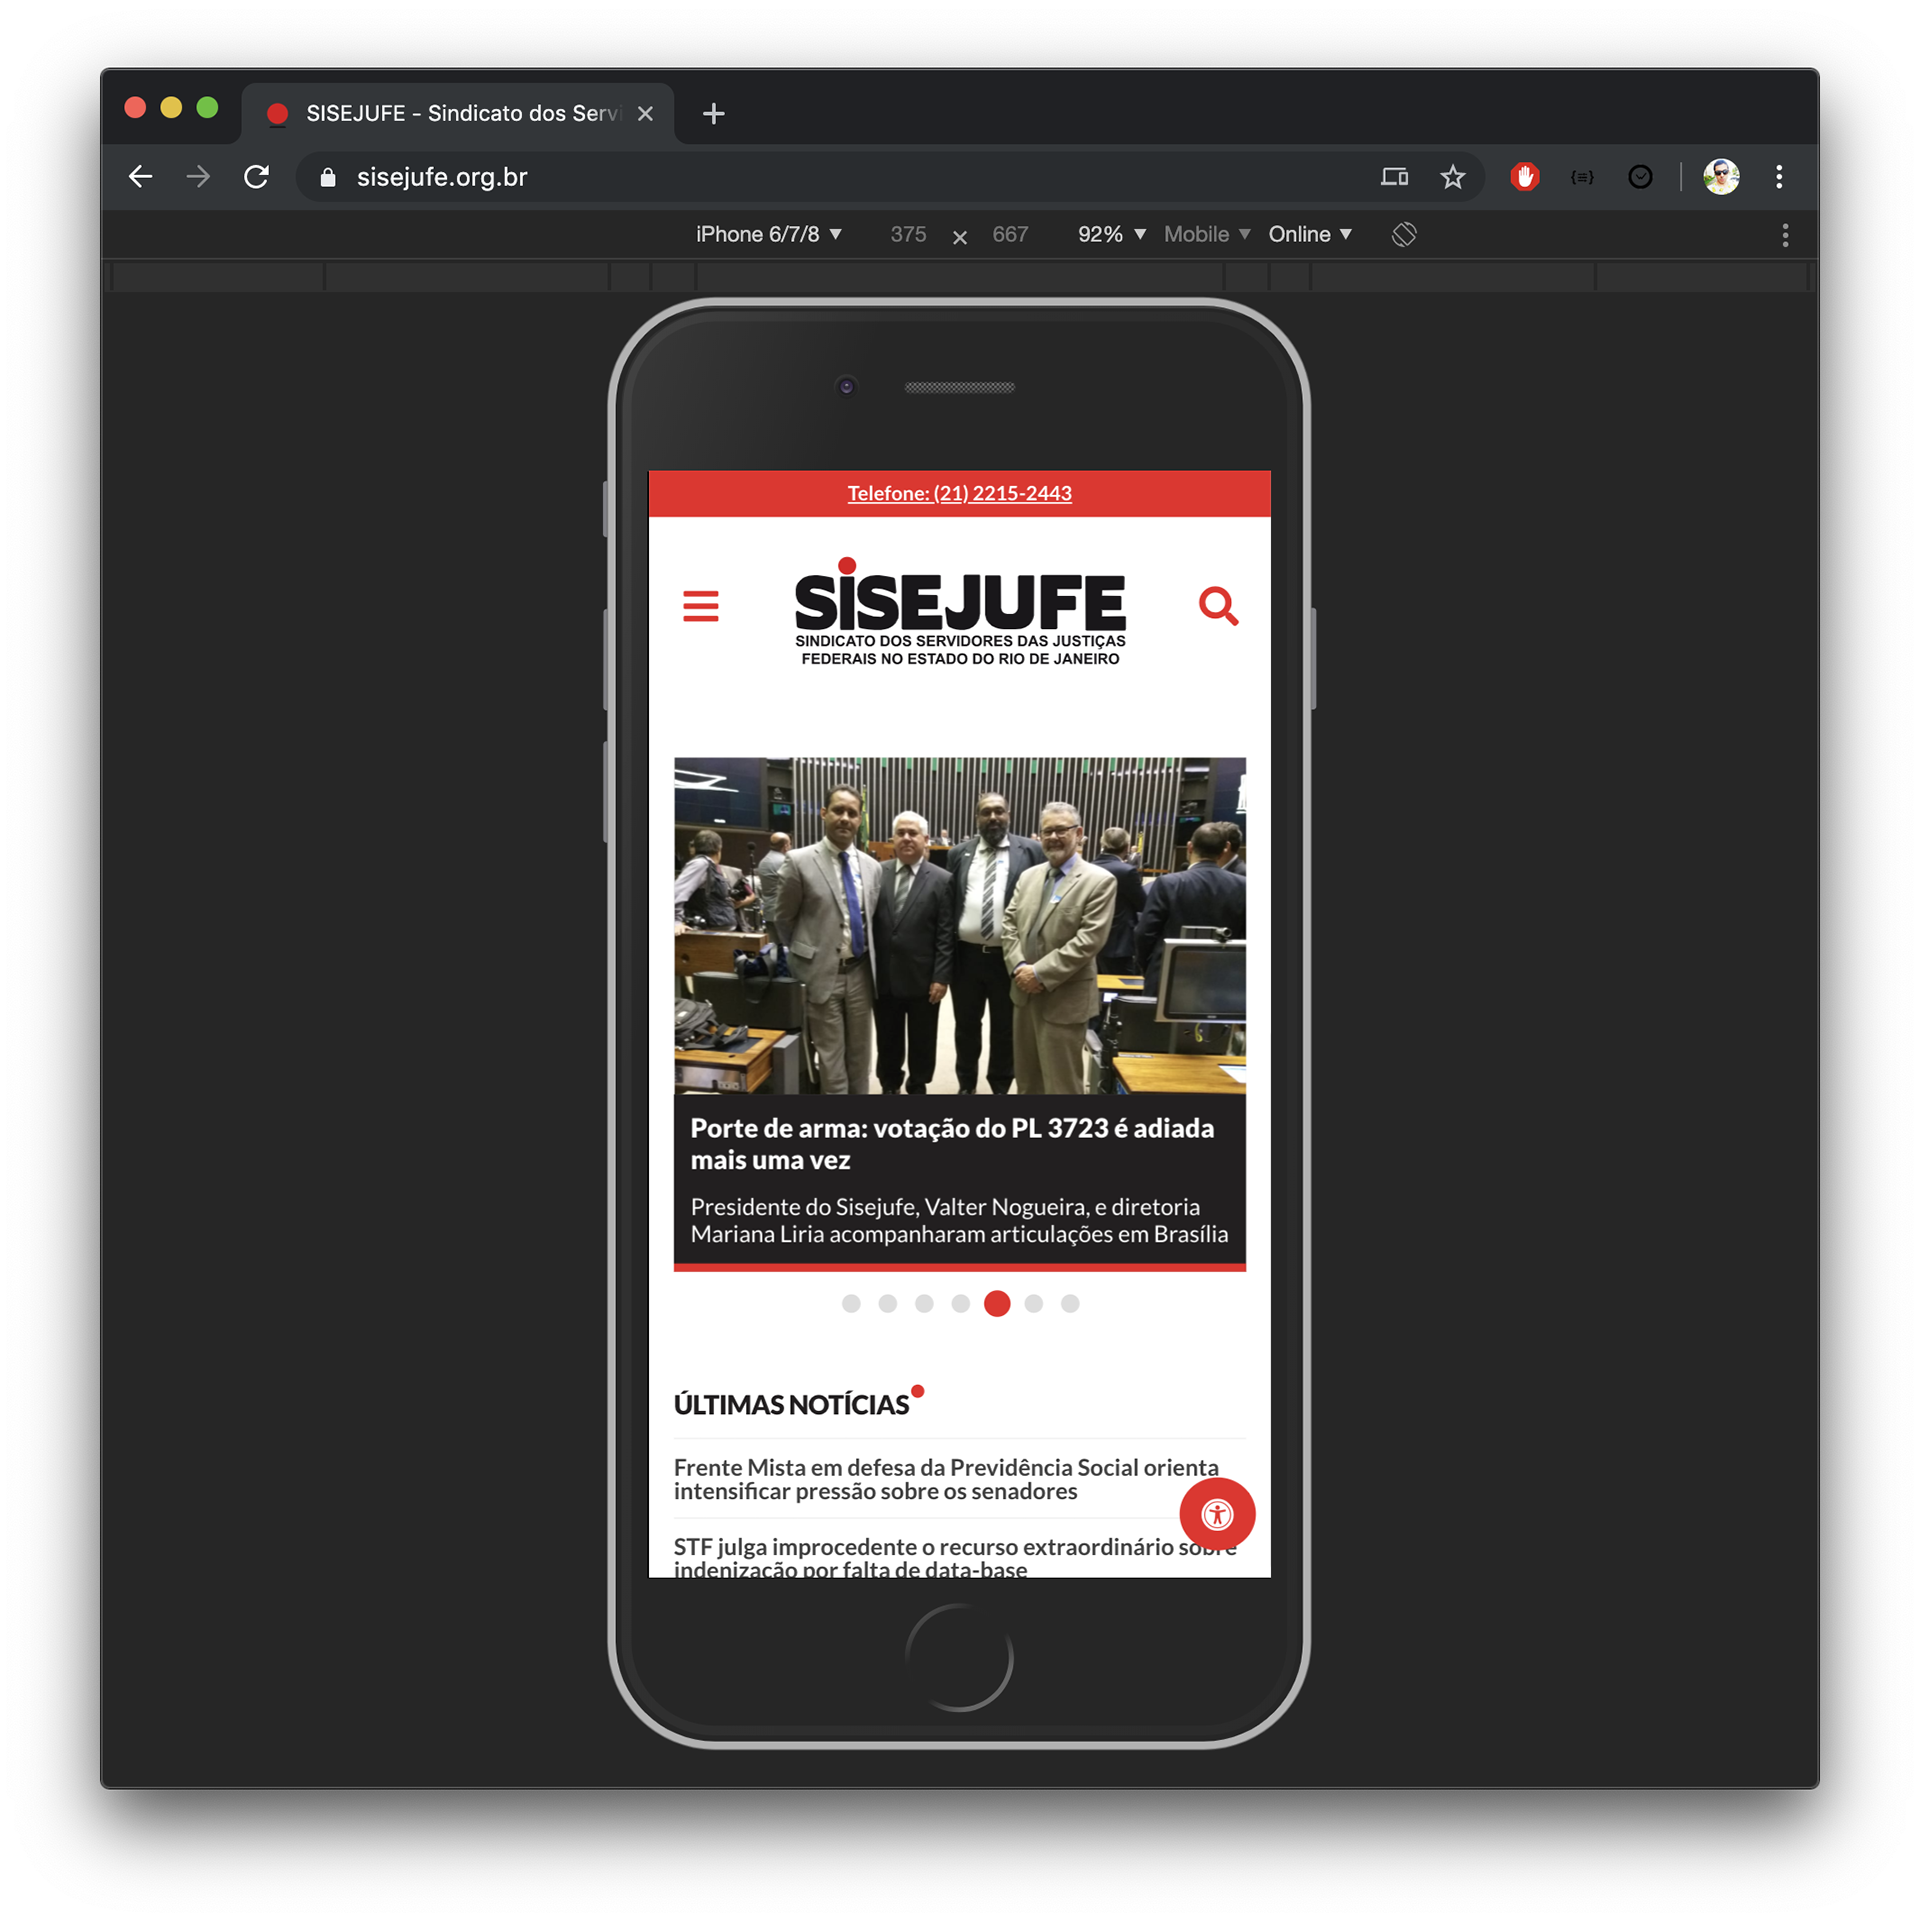 SISEJUFE - Sindicato dos Servi
sisejufe.org.br
iPhone 6/7/8 375 × 667 92% Mobile Online
Telefone: (21) 2215-2443
SiSEJUFE
SINDICATO DOS SERVIDORES DAS JUSTIÇAS
FEDERAIS NO ESTADO DO RIO DE JANEIRO
Porte de arma: votação do PL 3723 é adiada
mais uma vez
Presidente do Sisejufe, Valter Nogueira, e diretoria
Mariana Liria acompanharam articulações em Brasília
ÚLTIMAS NOTÍCIAS
Frente Mista em defesa da Previdência Social orienta
intensificar pressão sobre os senadores
STF julga improcedente o recurso extraordinário sobre
indenização por falta de data-base